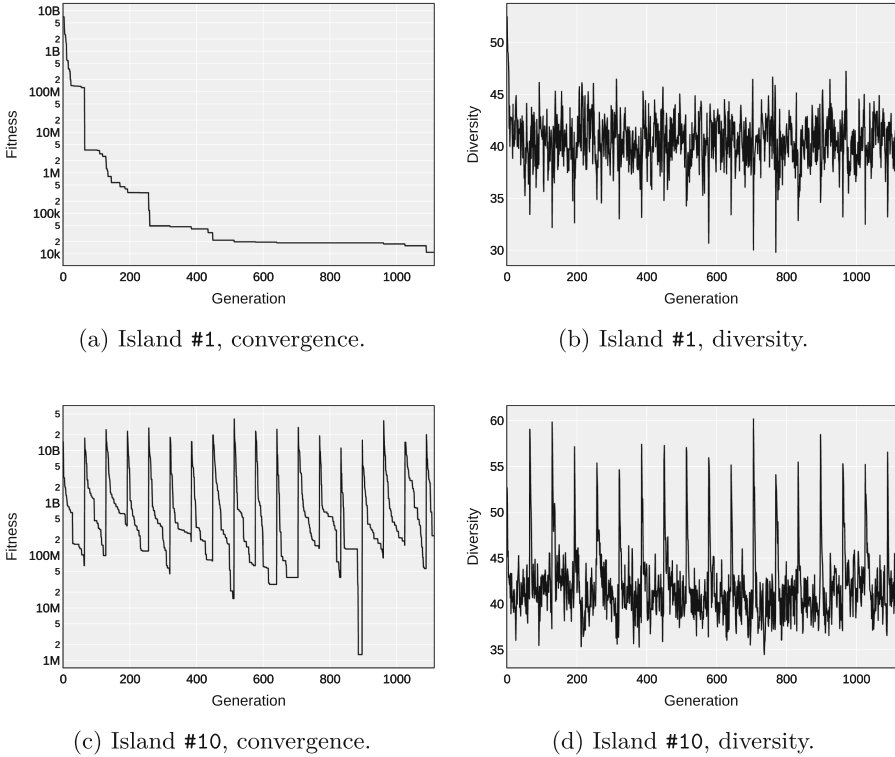 10B
5
2
1B
5
2
100M
5
2
10M
5
2
1M
5
2
100k
5
2
10k
Fitness
0 200 400 600 800 1000
Generation
(a) Island #1, convergence.
50
45
40
35
30
Diversity
0 200 400 600 800 1000
Generation
(b) Island #1, diversity.
5
2
10B
5
2
1B
5
2
100M
5
2
10M
5
2
1M
Fitness
0 200 400 600 800 1000
Generation
(c) Island #10, convergence.
60
55
50
45
40
35
Diversity
0 200 400 600 800 1000
Generation
(d) Island #10, diversity.